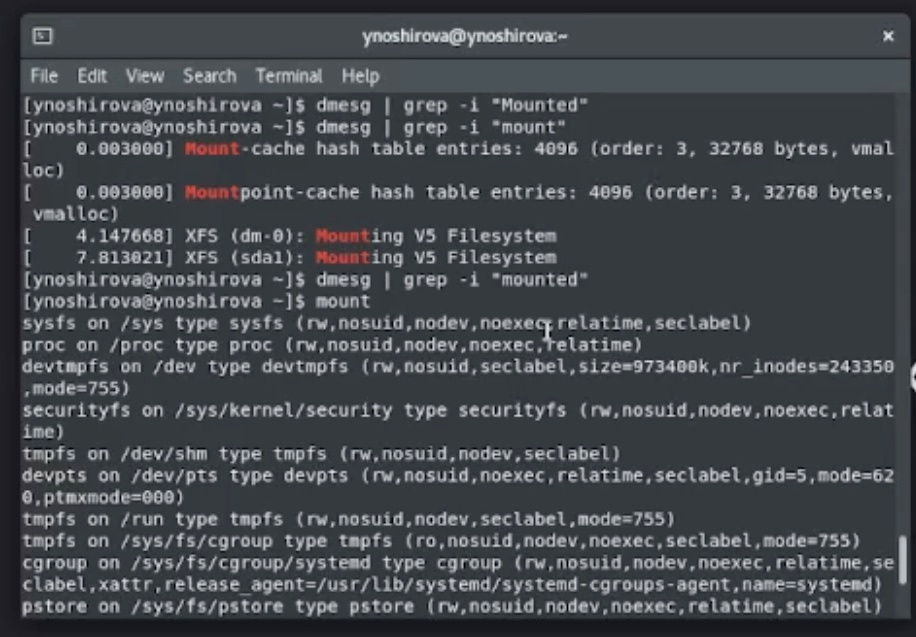 ynoshirova@ynoshirova:~
File Edit View Search Terminal Help
[ynoshirova@ynoshirova ~]$ dmesg | grep -i "Mounted"
[ynoshirova@ynoshirova ~]$ dmesg | grep -i "mount"
[    0.003000] Mount-cache hash table entries: 4096 (order: 3, 32768 bytes, vmal
loc)
[    0.003000] Mountpoint-cache hash table entries: 4096 (order: 3, 32768 bytes,
 vmalloc)
[    4.147668] XFS (dm-0): Mounting V5 Filesystem
[    7.813021] XFS (sda1): Mounting V5 Filesystem
[ynoshirova@ynoshirova ~]$ dmesg | grep -i "mounted"
[ynoshirova@ynoshirova ~]$ mount
sysfs on /sys type sysfs (rw,nosuid,nodev,noexec,relatime,seclabel)
proc on /proc type proc (rw,nosuid,nodev,noexec,relatime)
devtmpfs on /dev type devtmpfs (rw,nosuid,seclabel,size=973400k,nr_inodes=243350
,mode=755)
securityfs on /sys/kernel/security type securityfs (rw,nosuid,nodev,noexec,relat
ime)
tmpfs on /dev/shm type tmpfs (rw,nosuid,nodev,seclabel)
devpts on /dev/pts type devpts (rw,nosuid,noexec,relatime,seclabel,gid=5,mode=62
0,ptmxmode=000)
tmpfs on /run type tmpfs (rw,nosuid,nodev,seclabel,mode=755)
tmpfs on /sys/fs/cgroup type tmpfs (ro,nosuid,nodev,noexec,seclabel,mode=755)
cgroup on /sys/fs/cgroup/systemd type cgroup (rw,nosuid,nodev,noexec,relatime,se
clabel,xattr,release_agent=/usr/lib/systemd/systemd-cgroups-agent,name=systemd)
pstore on /sys/fs/pstore type pstore (rw,nosuid,nodev,noexec,relatime,seclabel)